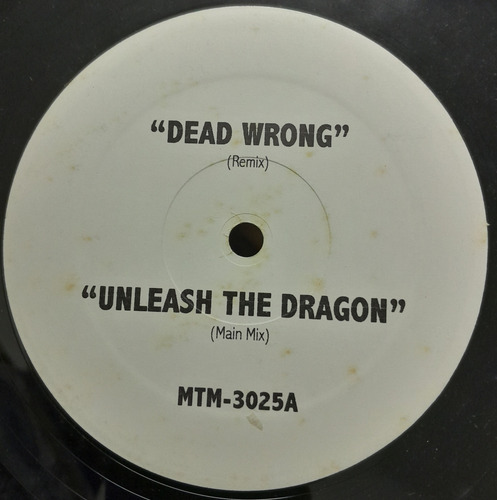 “DEAD WRONG”
(Remix)
“UNLEASH THE DRAGON”
(Main Mix)
MTM-3025A